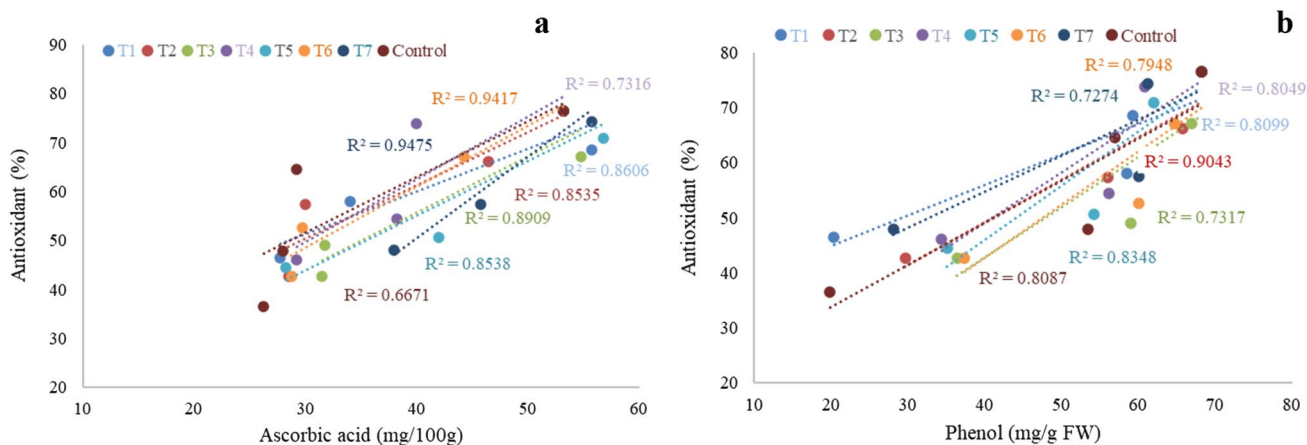 a
T1 T2 T3 T4 T5 T6 T7 Control
Antioxidant (%)
90
80
70
60
50
40
30
20
R² = 0.7316
R² = 0.9417
R² = 0.9475
R² = 0.8606
R² = 0.8535
R² = 0.8909
R² = 0.8538
R² = 0.6671
10 20 30 40 50 60
Ascorbic acid (mg/100g)
b
T1 T2 T3 T4 T5 T6 T7 Control
Antioxidant (%)
80
70
60
50
40
30
20
R² = 0.7948
R² = 0.8049
R² = 0.7274
R² = 0.8099
R² = 0.9043
R² = 0.7317
R² = 0.8348
R² = 0.8087
10 20 30 40 50 60 70 80
Phenol (mg/g FW)